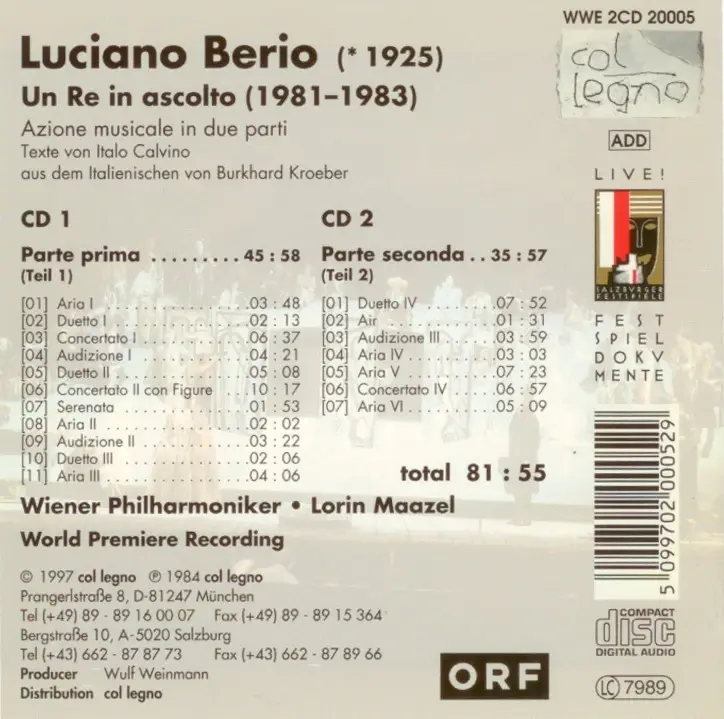 WWE 2CD 20005
Luciano Berio (* 1925)
col legno
Un Re in ascolto (1981–1983)
Azione musicale in due parti
Texte von Italo Calvino
aus dem Italienischen von Burkhard Kroeber
ADD
LIVE!
SALZBURGER
FESTSPIELE
FEST
SPIEL
DOKV
MENTE
CD 1
Parte prima ......... 45 : 58
(Teil 1)
[01] Aria I ................. 03 : 48
[02] Duetto I ............... 02 : 13
[03] Concertato I ........... 06 : 37
[04] Audizione I ............ 04 : 21
[05] Duetto II .............. 05 : 08
[06] Concertato II con Figure ... 10 : 17
[07] Serenata ............... 01 : 53
[08] Aria II ................ 02 : 02
[09] Audizione II ........... 03 : 22
[10] Duetto III ............. 02 : 06
[11] Aria III ............... 04 : 06
CD 2
Parte seconda .. 35 : 57
(Teil 2)
[01] Duetto IV ......... 07 : 52
[02] Air ............... 01 : 31
[03] Audizione III ..... 03 : 59
[04] Aria IV ........... 03 : 03
[05] Aria V ............ 07 : 23
[06] Concertato IV ..... 06 : 57
[07] Aria VI ........... 05 : 09
total 81 : 55
Wiener Philharmoniker • Lorin Maazel
World Premiere Recording
© 1997 col legno ℗ 1984 col legno
Prangerlstraße 8, D-81247 München
Tel (+49) 89 - 89 16 00 07 Fax (+49) 89 - 89 15 364
Bergstraße 10, A-5020 Salzburg
Tel (+43) 662 - 87 87 73 Fax (+43) 662 - 87 89 66
Producer Wulf Weinmann
Distribution col legno
ORF
5 099702 000529
COMPACT
disc
DIGITAL AUDIO
LC 7989